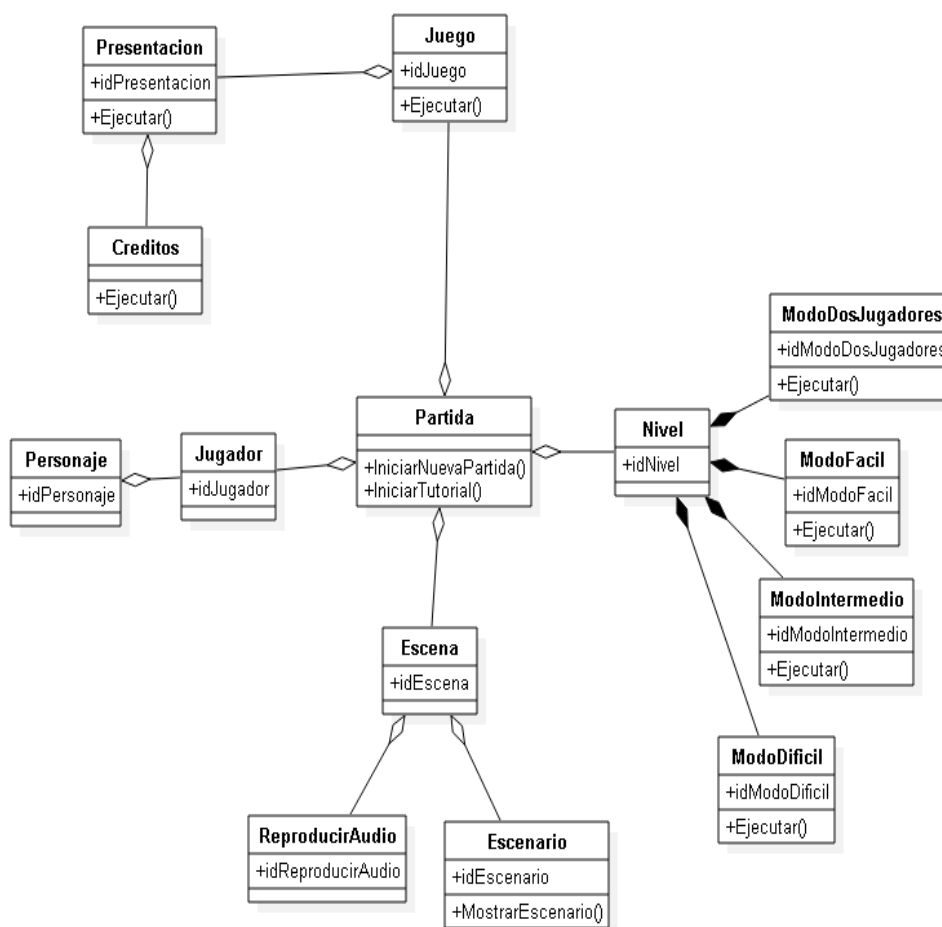 Presentacion
+idPresentacion
+Ejecutar()
Juego
+idJuego
+Ejecutar()
Creditos
+Ejecutar()
ModoDosJugadores
+idModoDosJugadores
+Ejecutar()
Partida
+IniciarNuevaPartida()
+IniciarTutorial()
Nivel
+idNivel
Personaje
+idPersonaje
Jugador
+idJugador
ModoFacil
+idModoFacil
+Ejecutar()
ModoIntermedio
+idModoIntermedio
+Ejecutar()
Escena
+idEscena
ModoDificil
+idModoDificil
+Ejecutar()
ReproducirAudio
+idReproducirAudio
Escenario
+idEscenario
+MostrarEscenario()